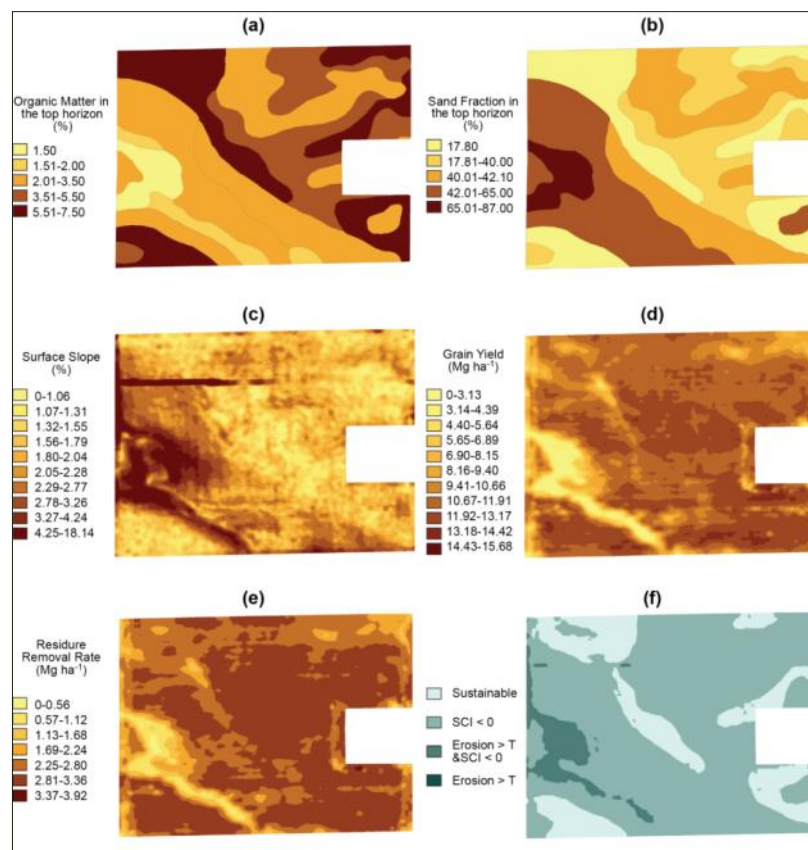 (a)
Organic Matter in
the top horizon
(%)
1.50
1.51-2.00
2.01-3.50
3.51-5.50
5.51-7.50
(b)
Sand Fraction in
the top horizon
(%)
17.80
17.81-40.00
40.01-42.10
42.01-65.00
65.01-87.00
(c)
Surface Slope
(%)
0-1.06
1.07-1.31
1.32-1.55
1.56-1.79
1.80-2.04
2.05-2.28
2.29-2.77
2.78-3.26
3.27-4.24
4.25-18.14
(d)
Grain Yield
(Mg ha⁻¹)
0-3.13
3.14-4.39
4.40-5.64
5.65-6.89
6.90-8.15
8.16-9.40
9.41-10.66
10.67-11.91
11.92-13.17
13.18-14.42
14.43-15.68
(e)
Residure
Removal Rate
(Mg ha⁻¹)
0-0.56
0.57-1.12
1.13-1.68
1.69-2.24
2.25-2.80
2.81-3.36
3.37-3.92
(f)
Sustainable
SCI < 0
Erosion > T
&SCI < 0
Erosion > T